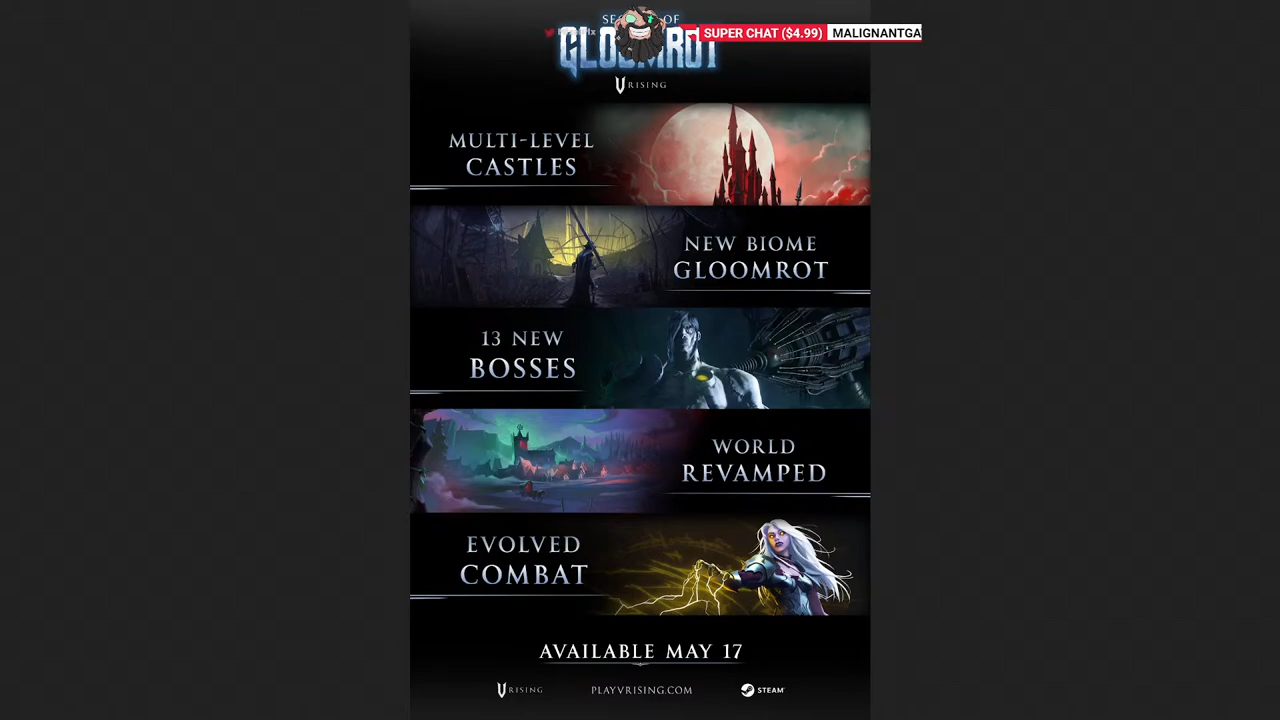 OF
SUPER CHAT ($4.99) MALIGNANTGA
V RISING
MULTI-LEVEL
CASTLES
NEW BIOME
GLOOMROT
13 NEW
BOSSES
WORLD
REVAMPED
EVOLVED
COMBAT
AVAILABLE MAY 17
V RISING
PLAYVRISING.COM
STEAM